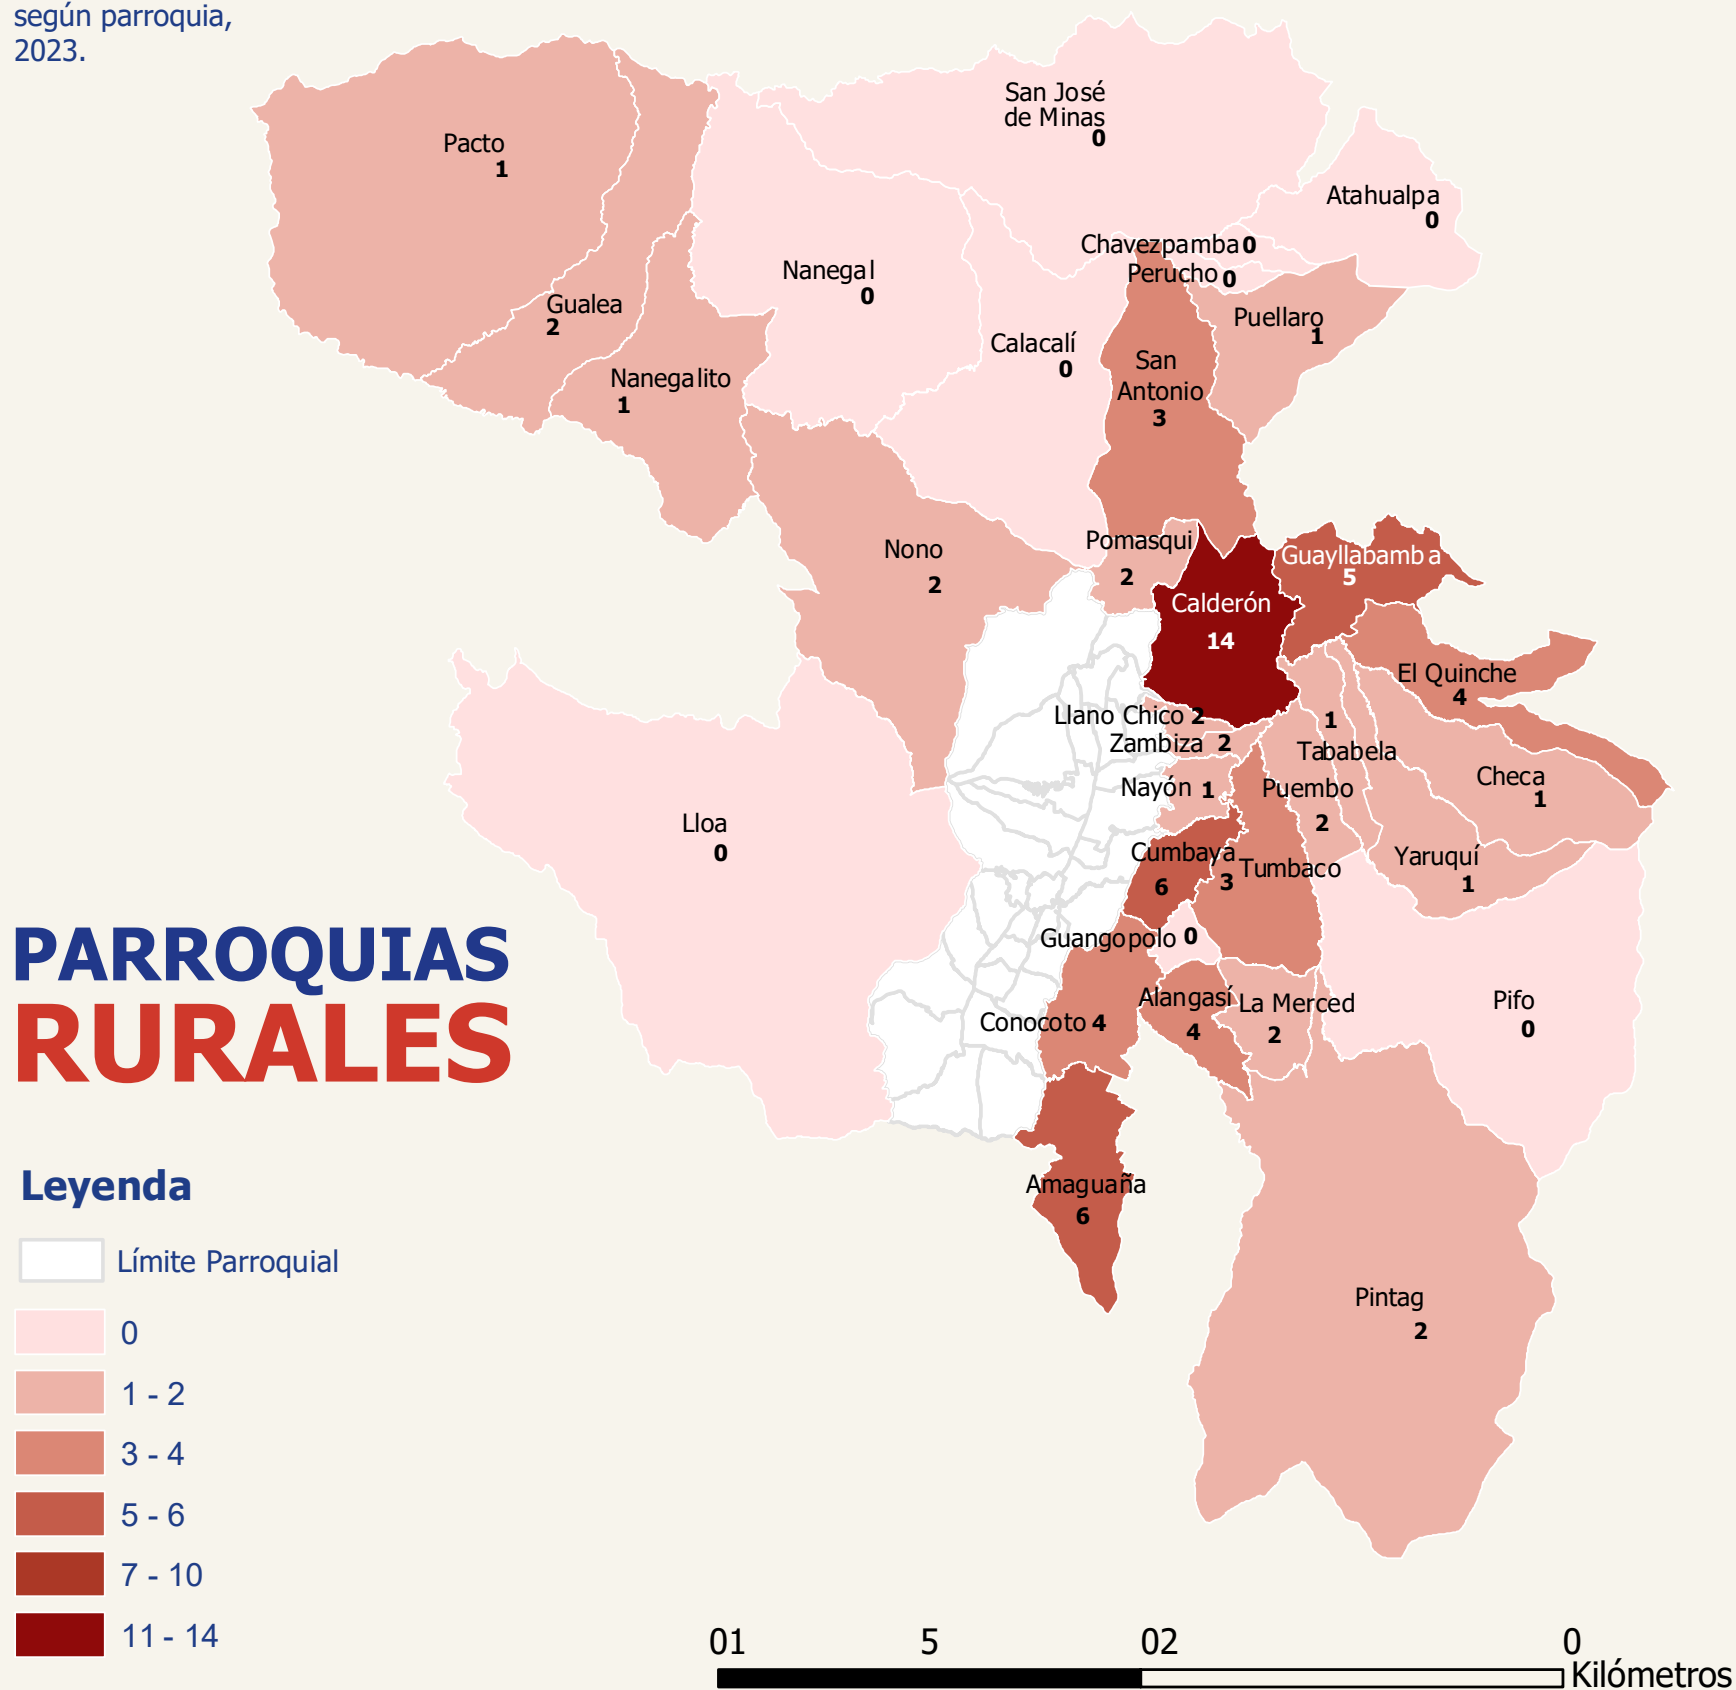 según parroquia,
2023.
San José
de Minas
0
Pacto
1
Atahualpa
0
Chavezpamba 0
Perucho 0
Nanegal
0
Gualea
2
Puellaro
1
Calacalí
0
San
Antonio
3
Nanegalito
1
Pomasqui
2
Nono
2
Guayllabamba
5
Calderón
14
El Quinche
4
Llano Chico 2
1
Tababela
Zambiza 2
Checa
1
Nayón 1
Puembo
2
Lloa
0
Cumbaya
6
Tumbaco
3
Yaruquí
1
Guangopolo 0
PARROQUIAS
RURALES
Conocoto 4
Alangasí
4
La Merced
2
Pifo
0
Amaguaña
6
Pintag
2
Leyenda
Límite Parroquial
0
1 - 2
3 - 4
5 - 6
7 - 10
11 - 14
01 5 02 0
Kilómetros